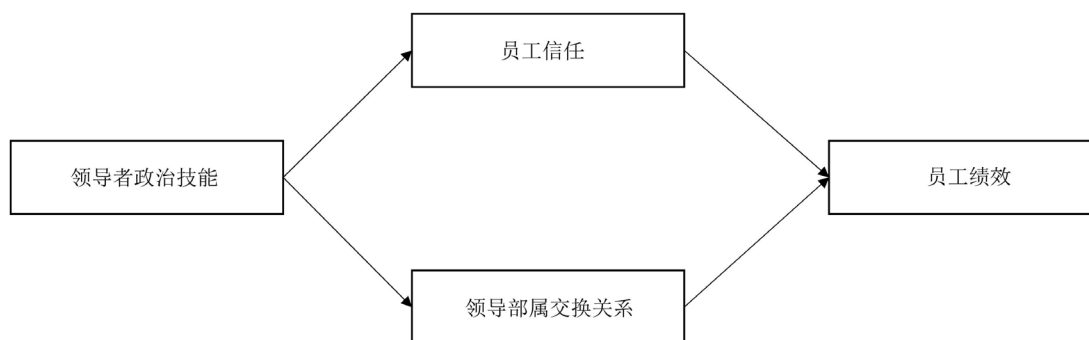 员工信任
领导者政治技能
员工绩效
领导部属交换关系